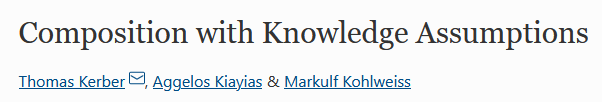 Composition with Knowledge Assumptions
Thomas Kerber, Aggelos Kiayias & Markulf Kohlweiss